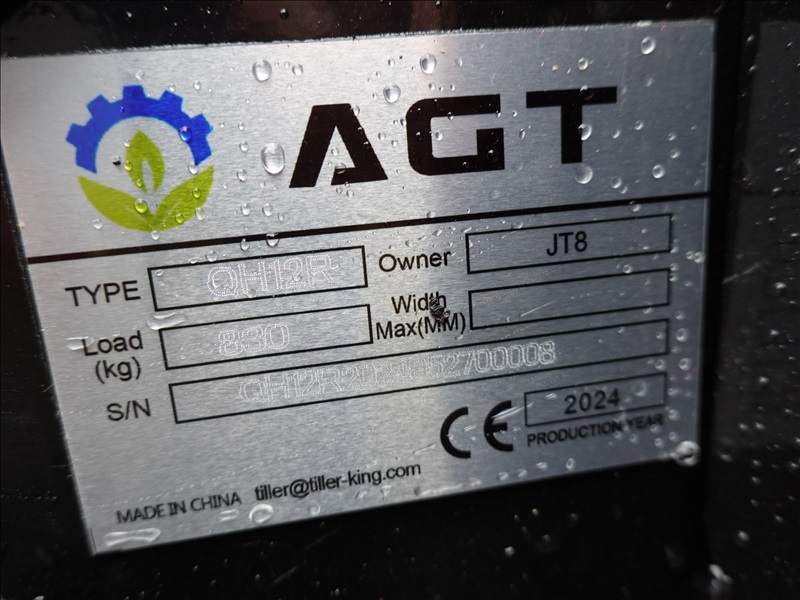 AGT
TYPE QH12R Owner JT8
Load (kg) 830 Width Max(MM)
S/N
CE 2024
PRODUCTION YEAR
MADE IN CHINA tiller@tiller-king.com